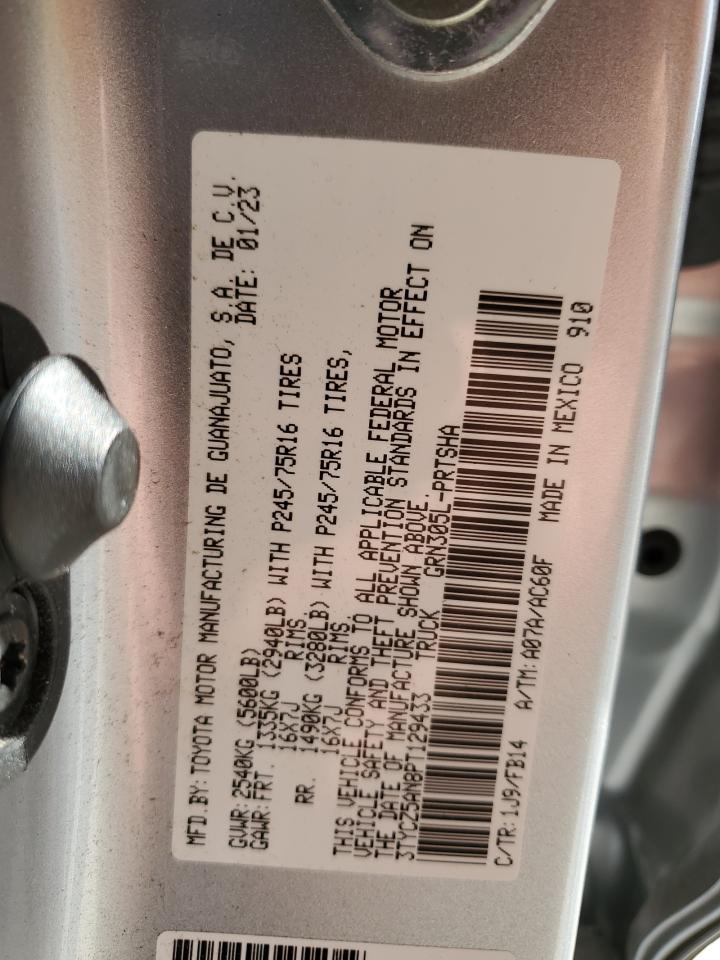 MFD.BY:TOYOTA MOTOR MANUFACTURING DE GUANAJUATO, S.A. DE C.V.
DATE: 01/23
GVWR:2540KG (5600LB)
GAWR:FRT. 1335KG (2940LB) WITH P245/75R16 TIRES
16X7J RIMS.
RR. 1490KG (3280LB) WITH P245/75R16 TIRES,
16X7J RIMS.
THIS VEHICLE CONFORMS TO ALL APPLICABLE FEDERAL MOTOR
VEHICLE SAFETY AND THEFT PREVENTION STANDARDS IN EFFECT ON
THE DATE OF MANUFACTURE SHOWN ABOVE.
3TYCZ5AN8PT129433 TRUCK GRN305L-PRTSHA
C/TR:1J9/FB14 A/TM:A07A/AC60F MADE IN MEXICO 910